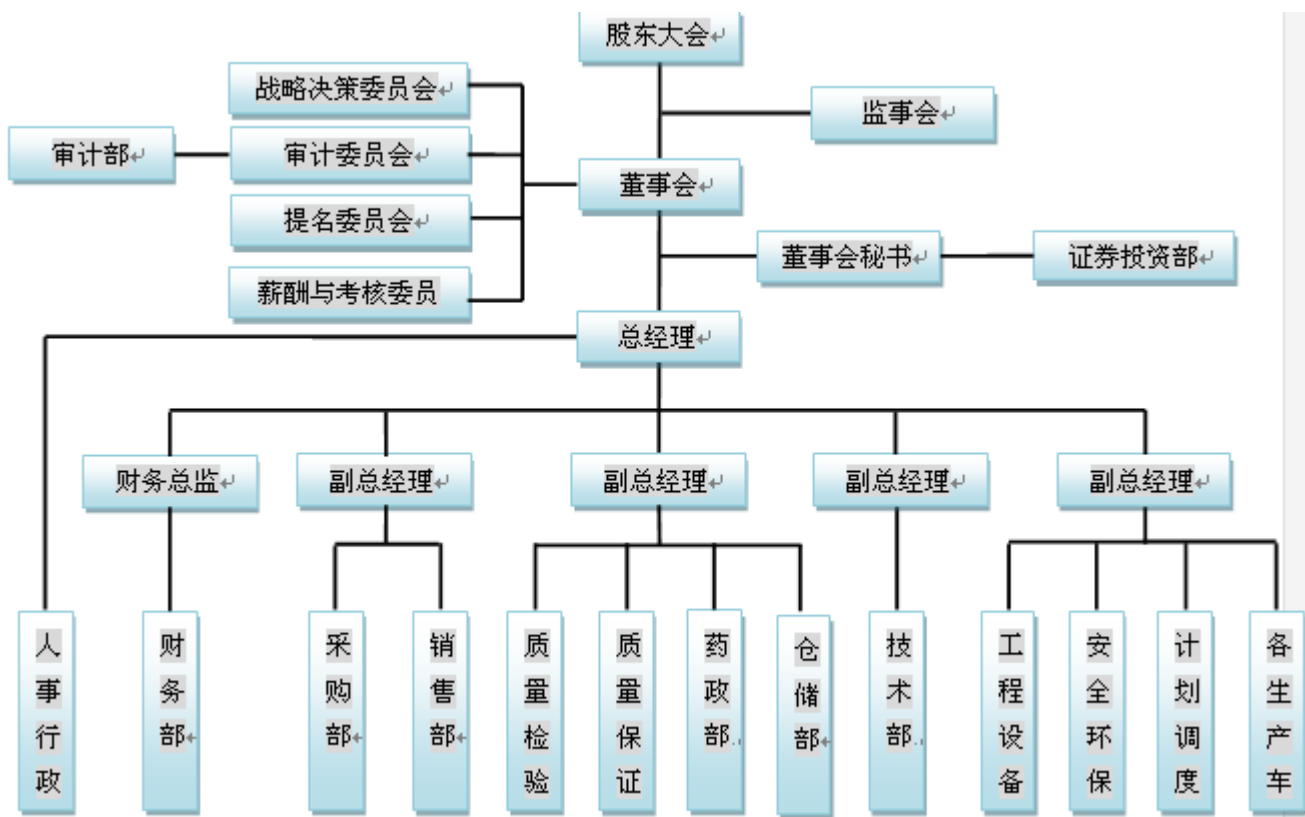 股东大会
战略决策委员会
监事会
审计部
审计委员会
董事会
提名委员会
董事会秘书
证券投资部
薪酬与考核委员
总经理
财务总监
副总经理
副总经理
副总经理
副总经理
人事行政
财务部
采购部
销售部
质量检验
质量保证
药政部
仓储部
技术部
工程设备
安全环保
计划调度
各生产车